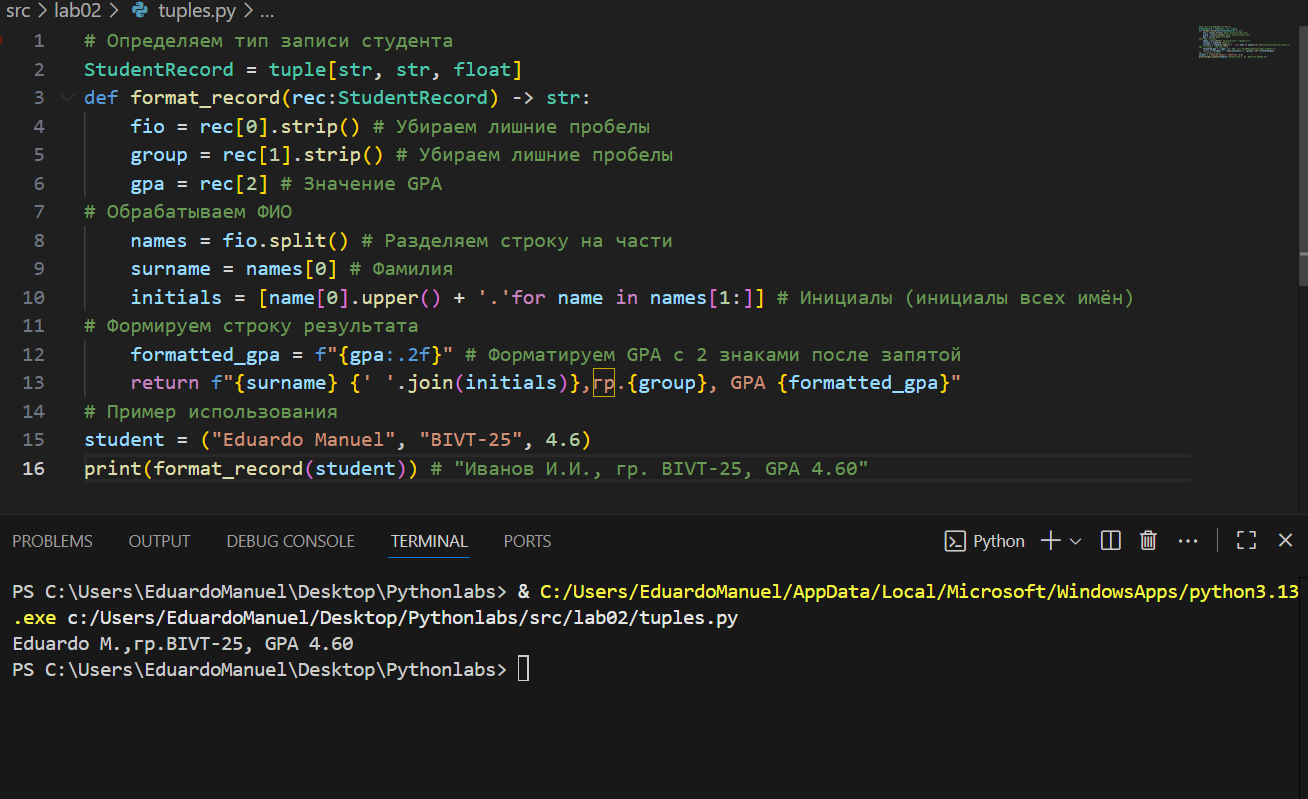 src > lab02 > tuples.py > ...
1 # Определяем тип записи студента
2 StudentRecord = tuple[str, str, float]
3 def format_record(rec:StudentRecord) -> str:
4     fio = rec[0].strip() # Убираем лишние пробелы
5     group = rec[1].strip() # Убираем лишние пробелы
6     gpa = rec[2] # Значение GPA
7 # Обрабатываем ФИО
8     names = fio.split() # Разделяем строку на части
9     surname = names[0] # Фамилия
10     initials = [name[0].upper() + '.'for name in names[1:]] # Инициалы (инициалы всех имён)
11 # Формируем строку результата
12     formatted_gpa = f"{gpa:.2f}" # Форматируем GPA с 2 знаками после запятой
13     return f"{surname} {' '.join(initials)},гр.{group}, GPA {formatted_gpa}"
14 # Пример использования
15 student = ("Eduardo Manuel", "BIVT-25", 4.6)
16 print(format_record(student)) # "Иванов И.И., гр. BIVT-25, GPA 4.60"
PROBLEMS OUTPUT DEBUG CONSOLE TERMINAL PORTS Python
PS C:\Users\EduardoManuel\Desktop\Pythonlabs> & C:/Users/EduardoManuel/AppData/Local/Microsoft/WindowsApps/python3.13
.exe c:/Users/EduardoManuel/Desktop/Pythonlabs/src/lab02/tuples.py
Eduardo M.,гр.BIVT-25, GPA 4.60
PS C:\Users\EduardoManuel\Desktop\Pythonlabs>